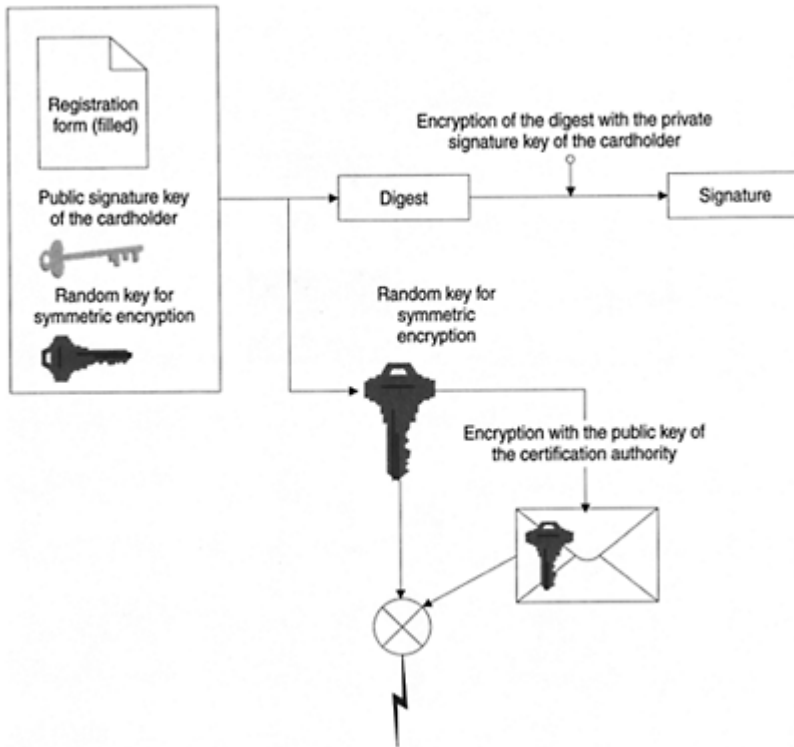 Registration
form (filled)
Public signature key
of the cardholder
Random key for
symmetric encryption
Encryption of the digest with the private
signature key of the cardholder
Digest
Signature
Random key for
symmetric
encryption
Encryption with the public key of
the certification authority